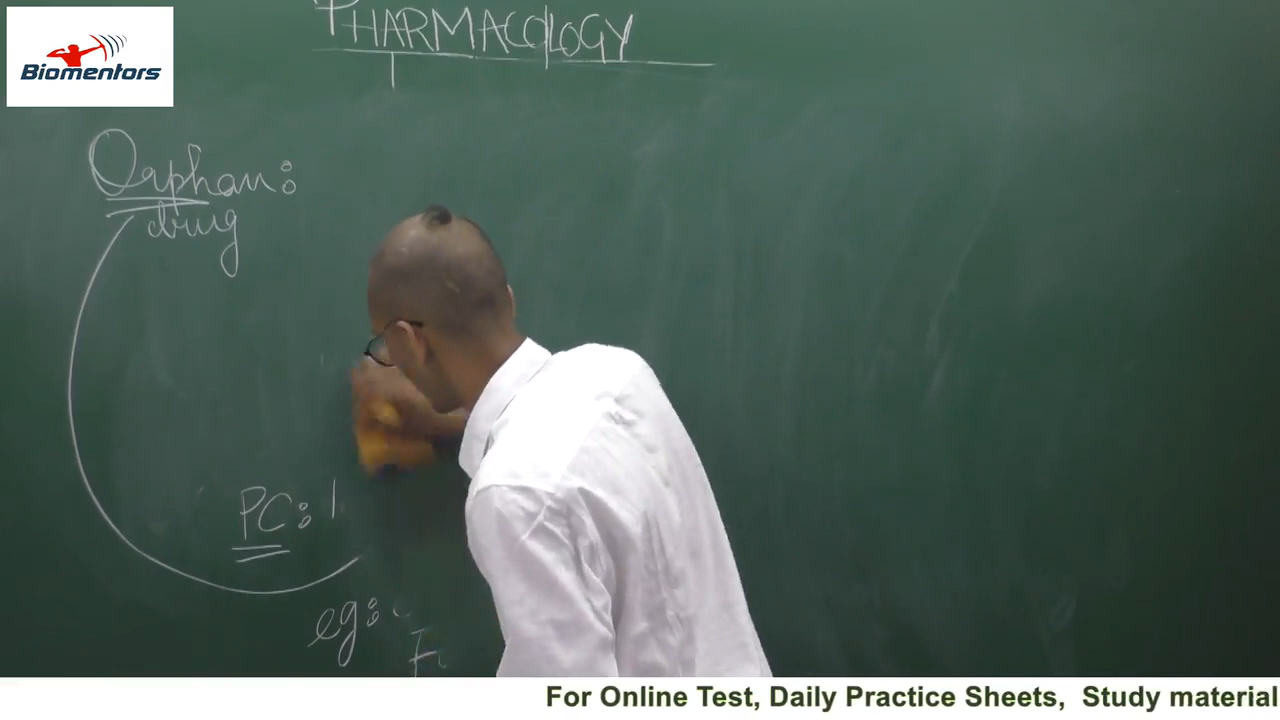 PHARMACOLOGY
Biomentors
Orphan:
drug
PC:
eg:
For Online Test, Daily Practice Sheets, Study material